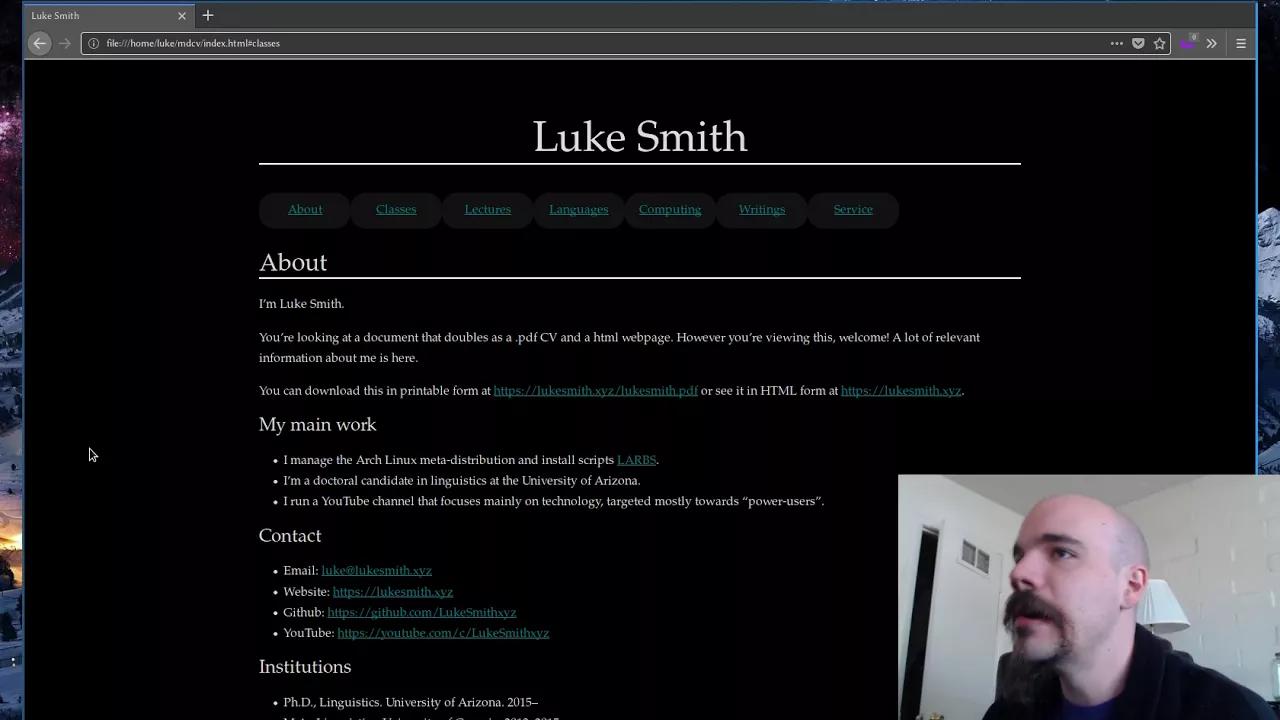 Luke Smith
file:///home/luke/mdcv/index.html#classes
0
Luke Smith
About Classes Lectures Languages Computing Writings Service
About
I'm Luke Smith.
You're looking at a document that doubles as a .pdf CV and a html webpage. However you're viewing this, welcome! A lot of relevant
information about me is here.
You can download this in printable form at https://lukesmith.xyz/lukesmith.pdf or see it in HTML form at https://lukesmith.xyz.
My main work
• I manage the Arch Linux meta-distribution and install scripts LARBS.
• I'm a doctoral candidate in linguistics at the University of Arizona.
• I run a YouTube channel that focuses mainly on technology, targeted mostly towards “power-users”.
Contact
• Email: luke@lukesmith.xyz
• Website: https://lukesmith.xyz
• Github: https://github.com/LukeSmithxyz
• YouTube: https://youtube.com/c/LukeSmithxyz
Institutions
• Ph.D., Linguistics. University of Arizona. 2015–